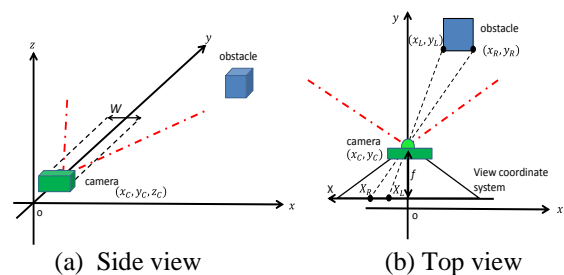 z
y
obstacle
W
camera
(x_C, y_C, z_C)
o
x
(a) Side view
y
obstacle
(x_L, y_L)
(x_R, y_R)
camera
(x_C, y_C)
f
View coordinate
system
X
X_R
X_L
o
x
(b) Top view